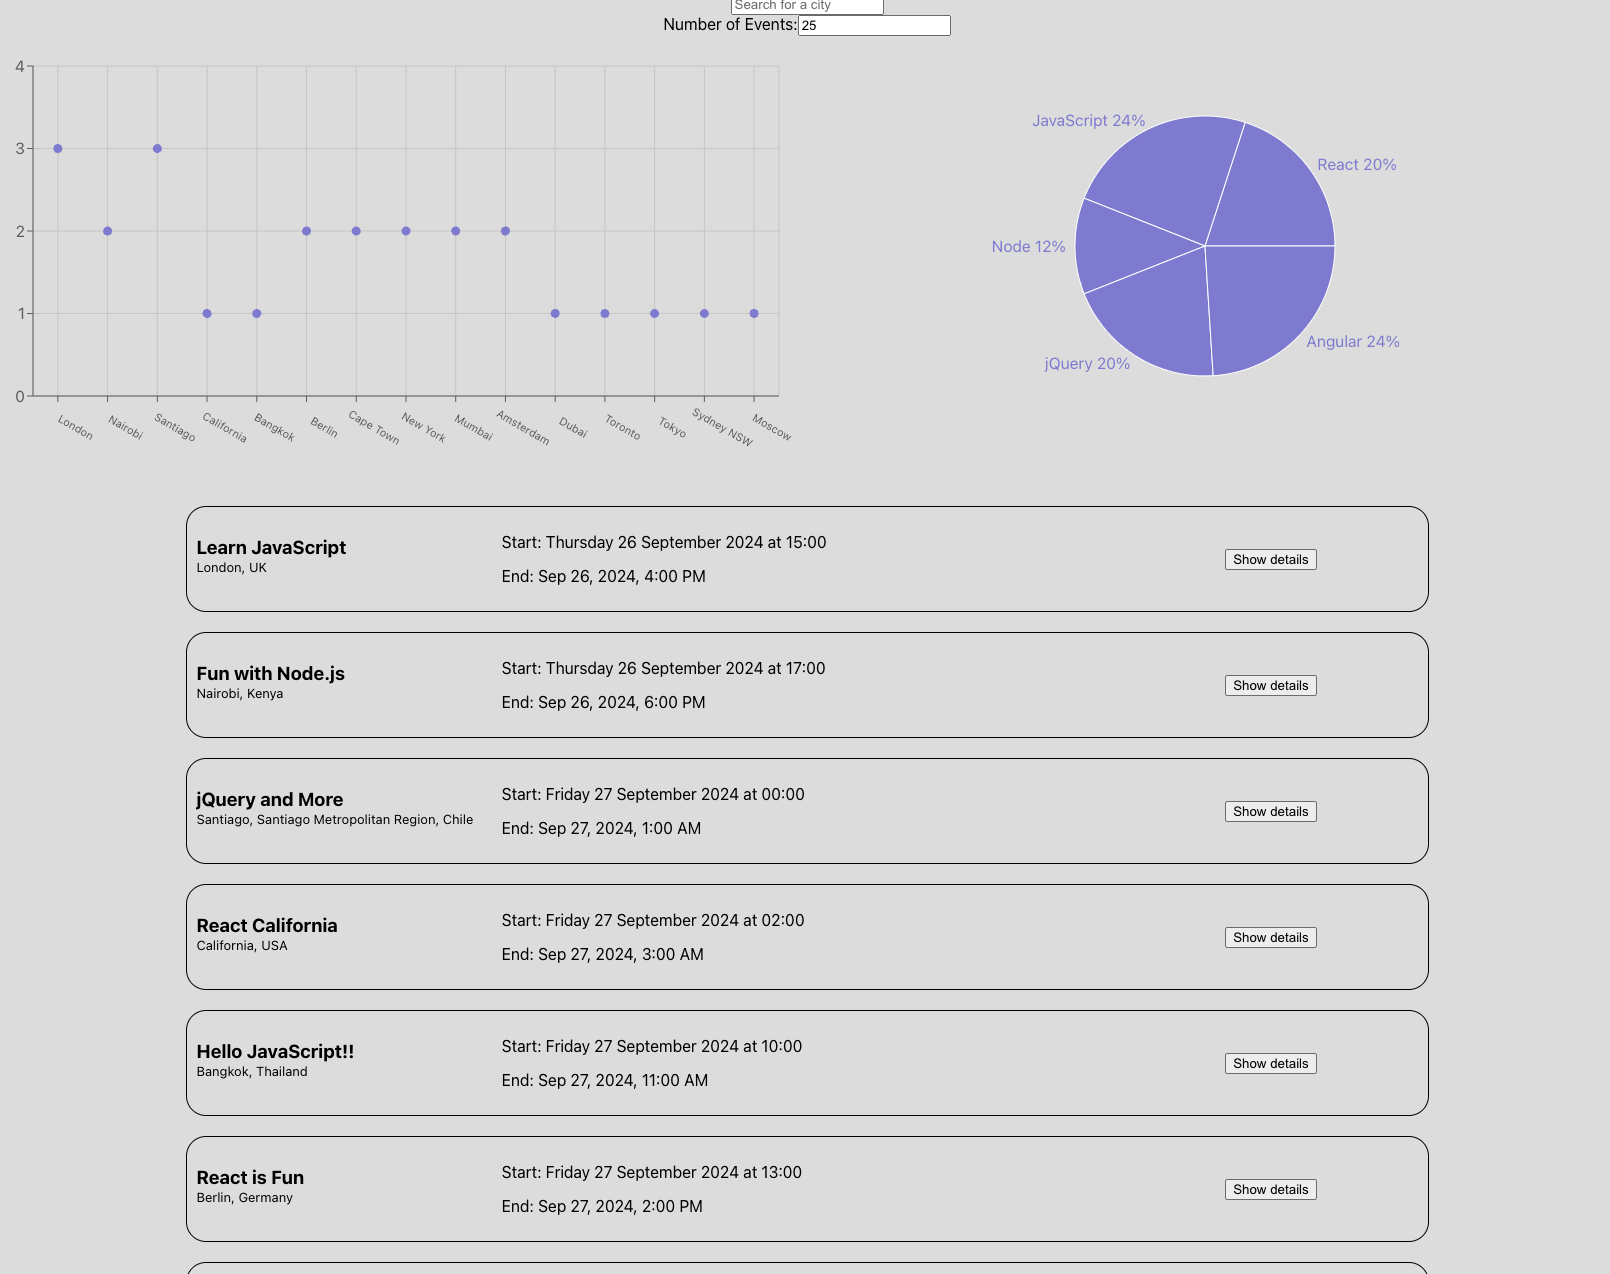 Search for a city
Number of Events: 25
4
3
2
1
0
London Nairobi Santiago California Bangkok Berlin Cape Town New York Mumbai Amsterdam Dubai Toronto Tokyo Sydney NSW Moscow
JavaScript 24%
React 20%
Node 12%
Angular 24%
jQuery 20%
Learn JavaScript
London, UK
Start: Thursday 26 September 2024 at 15:00
End: Sep 26, 2024, 4:00 PM
Show details
Fun with Node.js
Nairobi, Kenya
Start: Thursday 26 September 2024 at 17:00
End: Sep 26, 2024, 6:00 PM
Show details
jQuery and More
Santiago, Santiago Metropolitan Region, Chile
Start: Friday 27 September 2024 at 00:00
End: Sep 27, 2024, 1:00 AM
Show details
React California
California, USA
Start: Friday 27 September 2024 at 02:00
End: Sep 27, 2024, 3:00 AM
Show details
Hello JavaScript!!
Bangkok, Thailand
Start: Friday 27 September 2024 at 10:00
End: Sep 27, 2024, 11:00 AM
Show details
React is Fun
Berlin, Germany
Start: Friday 27 September 2024 at 13:00
End: Sep 27, 2024, 2:00 PM
Show details